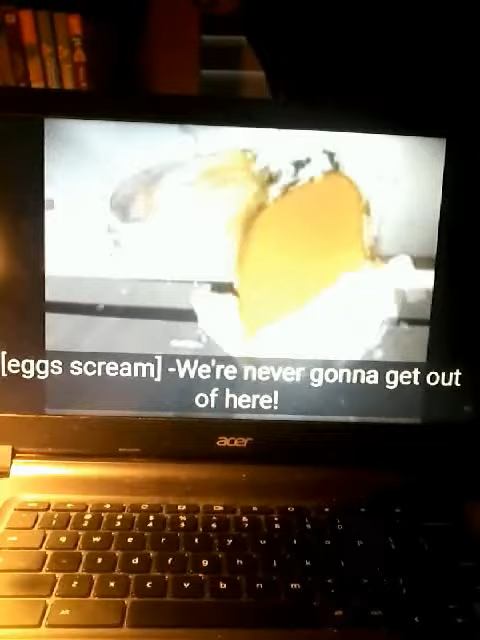 [eggs scream] -We're never gonna get out
of here!
acer
q w e r t y u o p
s d f g h j k l
z x c v b n m